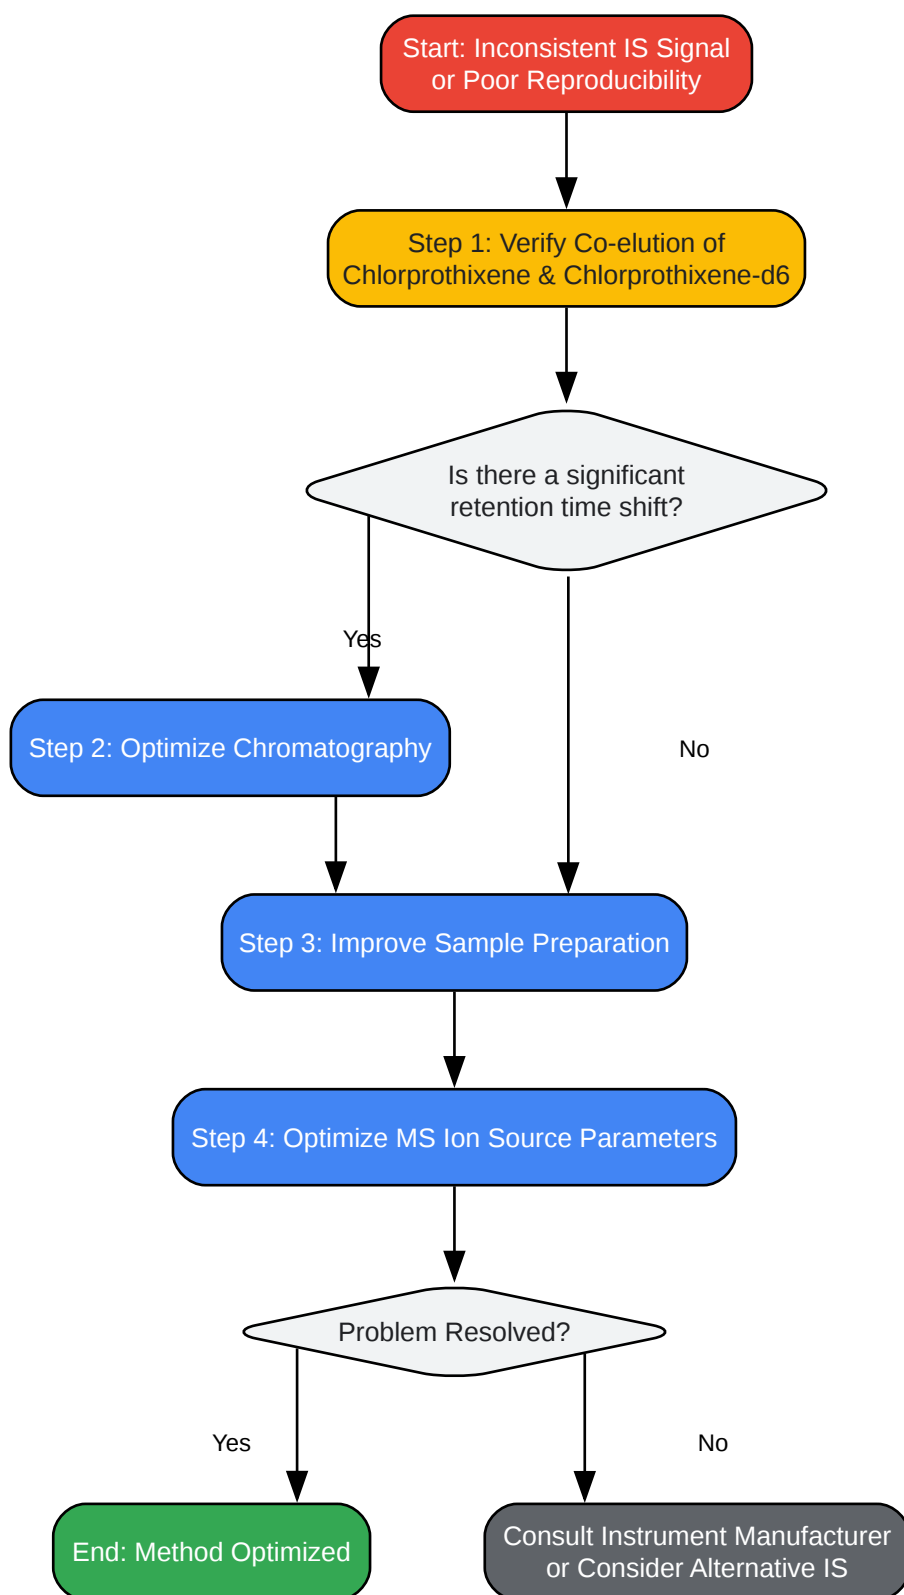 Start: Inconsistent IS Signal
or Poor Reproducibility
Step 1: Verify Co-elution of
Chlorprothixene & Chlorprothixene-d6
Is there a significant
retention time shift?
Yes
Step 2: Optimize Chromatography
No
Step 3: Improve Sample Preparation
Step 4: Optimize MS Ion Source Parameters
Problem Resolved?
Yes
No
End: Method Optimized
Consult Instrument Manufacturer
or Consider Alternative IS